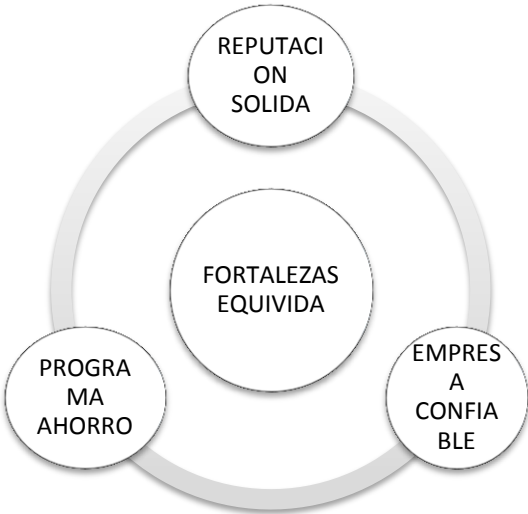 REPUTACI
ON
SOLIDA
FORTALEZAS
EQUIVIDA
PROGRA
MA
AHORRO
EMPRES
A
CONFIA
BLE